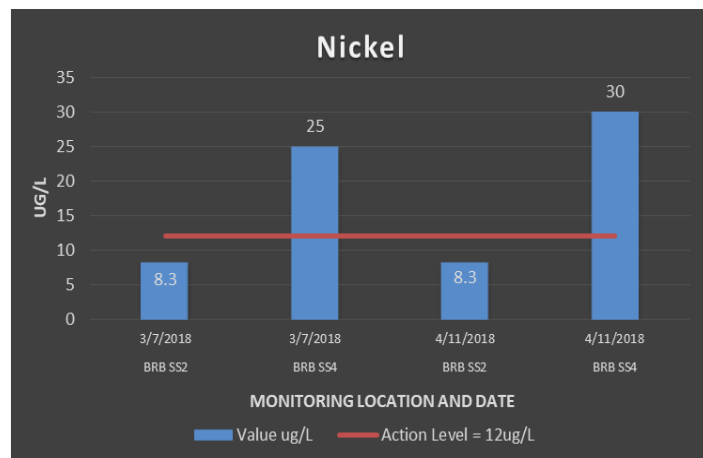 Nickel
35
30
25
20
15
10
5
0
UG/L
8.3
25
8.3
30
3/7/2018 3/7/2018 4/11/2018 4/11/2018
BRB SS2 BRB SS4 BRB SS2 BRB SS4
MONITORING LOCATION AND DATE
Value ug/L Action Level = 12ug/L